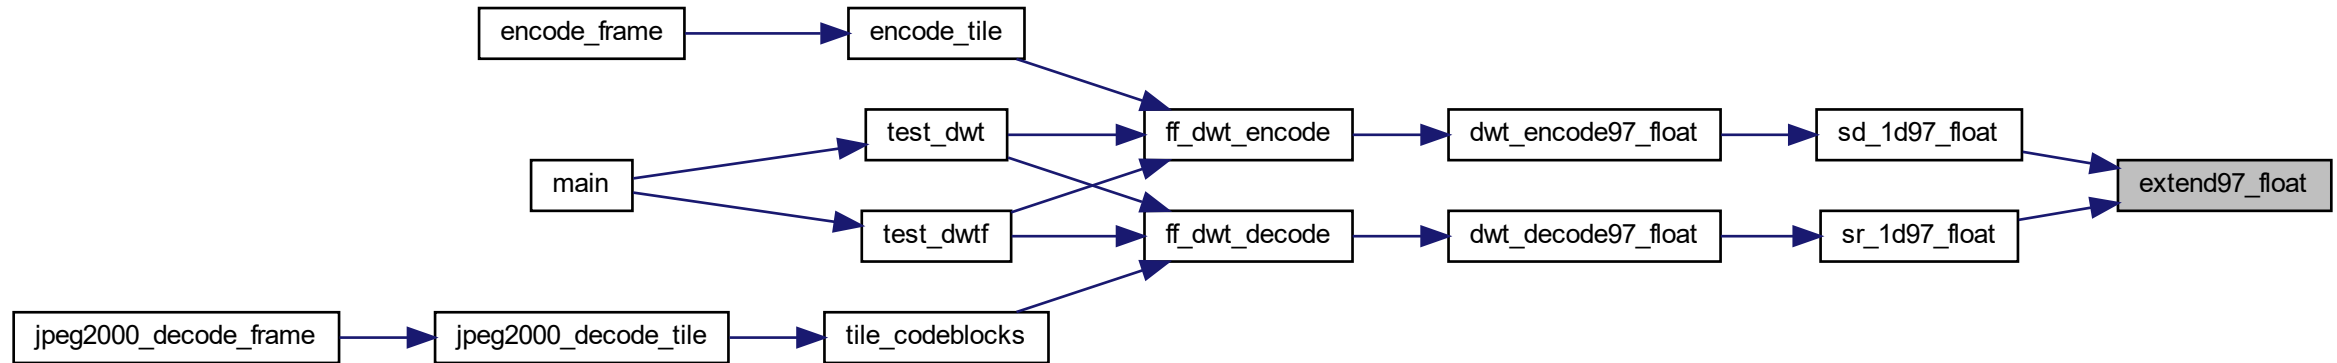 encode_frame
encode_tile
test_dwt
ff_dwt_encode
dwt_encode97_float
sd_1d97_float
main
extend97_float
test_dwtf
ff_dwt_decode
dwt_decode97_float
sr_1d97_float
jpeg2000_decode_frame
jpeg2000_decode_tile
tile_codeblocks